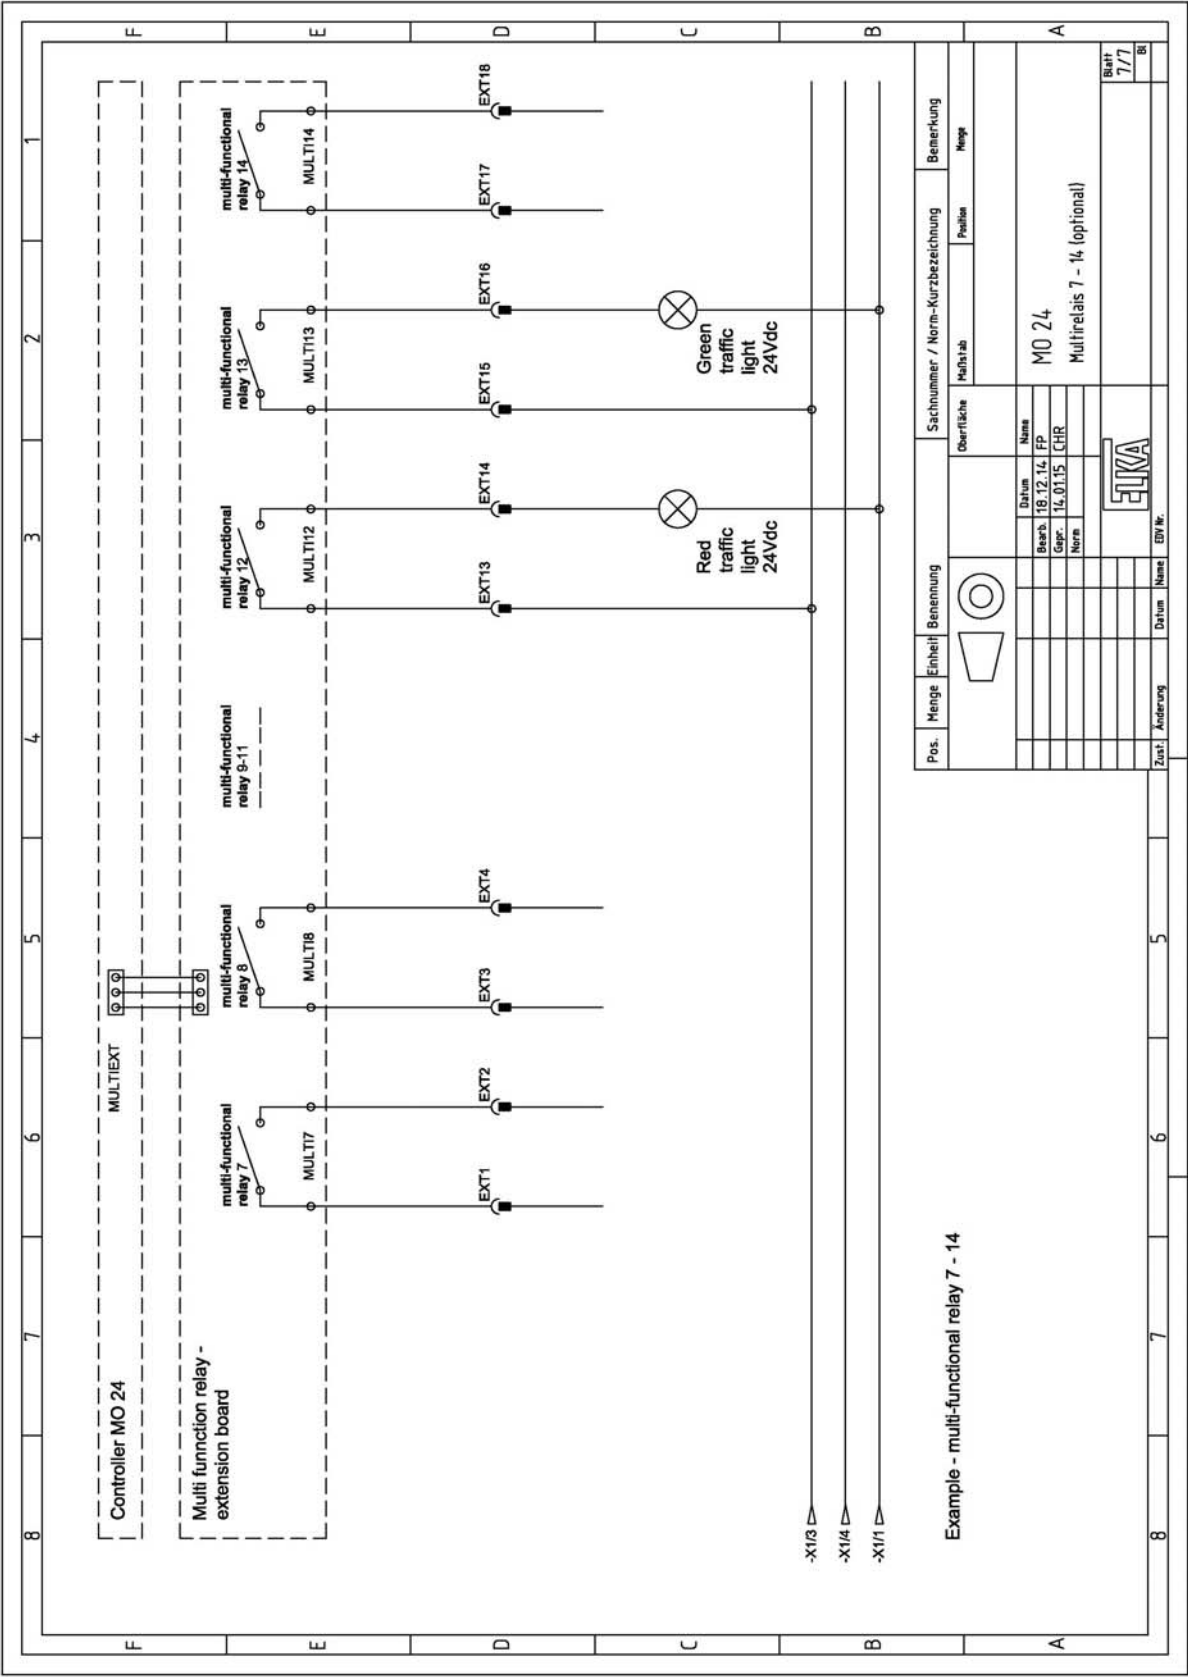 8 7 6 5 4 3 2 1
F F
E E
D D
C C
B B
A A
8 7 6 5
Controller MO 24
MULTIEXT
Multi funnction relay -
extension board
multi-functional
relay 7
multi-functional
relay 8
multi-functional
relay 9-11
multi-functional
relay 12
multi-functional
relay 13
multi-functional
relay 14
MULTI7
MULTI8
MULTI12
MULTI13
MULTI14
EXT1
EXT2
EXT3
EXT4
EXT13
EXT14
EXT15
EXT16
EXT17
EXT18
Red
traffic
light
24Vdc
Green
traffic
light
24Vdc
-X1/3
-X1/4
-X1/1
Example - multi-functional relay 7 - 14
Pos. Menge Einheit Benennung Sachnummer / Norm-Kurzbezeichnung Bemerkung
Oberfläche Maßstab Position Menge
Datum Name
Bearb. 18.12.14 FP
Gepr. 14.01.15 CHR
Norm
MO 24
Multirelais 7 - 14 (optional)
ELKA
Blatt
7/7
Bl
Zust. Änderung Datum Name EDV Nr.